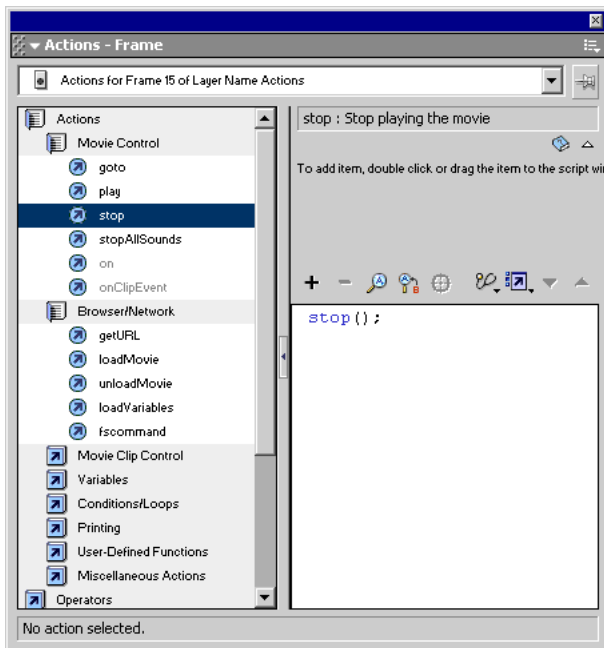 Actions - Frame
Actions for Frame 15 of Layer Name Actions
Actions
Movie Control
goto
play
stop
stopAllSounds
on
onClipEvent
Browser/Network
getURL
loadMovie
unloadMovie
loadVariables
fscommand
Movie Clip Control
Variables
Conditions/Loops
Printing
User-Defined Functions
Miscellaneous Actions
Operators
stop : Stop playing the movie
To add item, double click or drag the item to the script wi
stop();
No action selected.